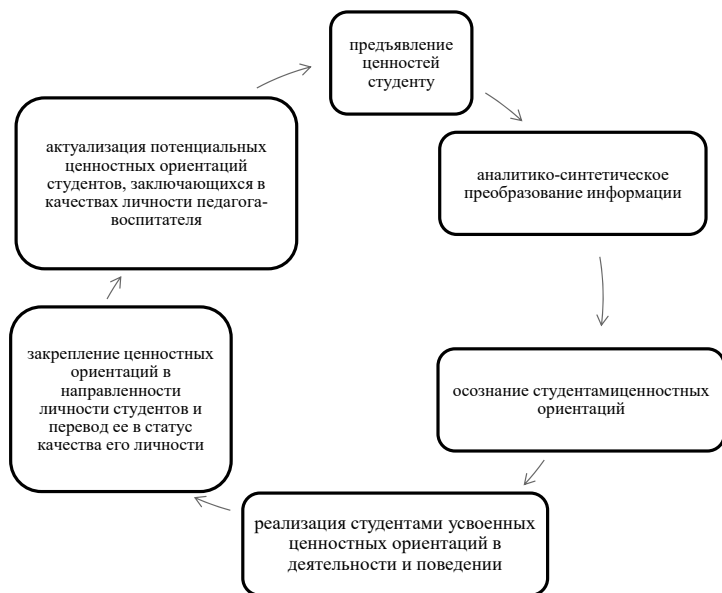 предъявление
ценностей
студенту
аналитико-синтетическое
преобразование информации
осознание студентамиценностных
ориентаций
реализация студентами усвоенных
ценностных ориентаций в
деятельности и поведении
закрепление ценностных
ориентаций в
направленности
личности студентов и
перевод ее в статус
качества его личности
актуализация потенциальных
ценностных ориентаций
студентов, заключающихся в
качествах личности педагога-
воспитателя